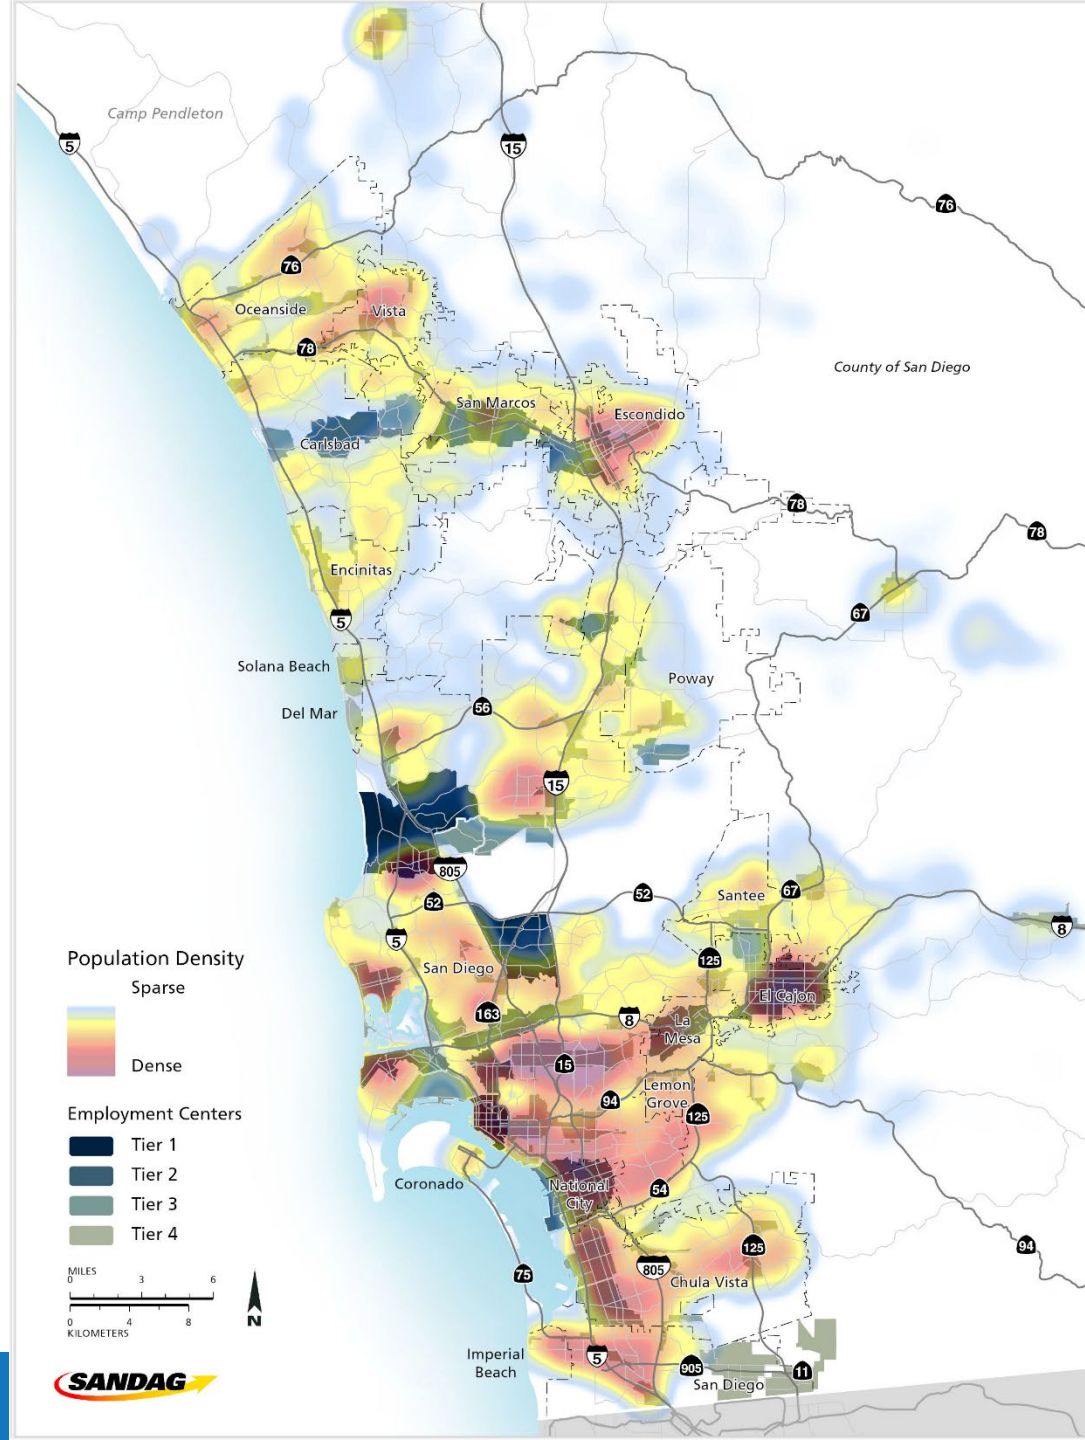 Camp Pendleton
5
15
76
76
Oceanside
Vista
78
County of San Diego
San Marcos
Escondido
Carlsbad
78
78
Encinitas
67
5
Solana Beach
Poway
Del Mar
56
15
805
Santee
67
52
52
8
5
125
Population Density
Sparse
San Diego
El Cajon
163
8
La
Mesa
Dense
15
Lemon
Grove
94
125
Employment Centers
Tier 1
Tier 2
Coronado
National
City
54
Tier 3
Tier 4
125
94
MILES
0 3 6
75
805
Chula Vista
0 4 8
KILOMETERS
N
Imperial
Beach
5
905
11
San Diego
SANDAG